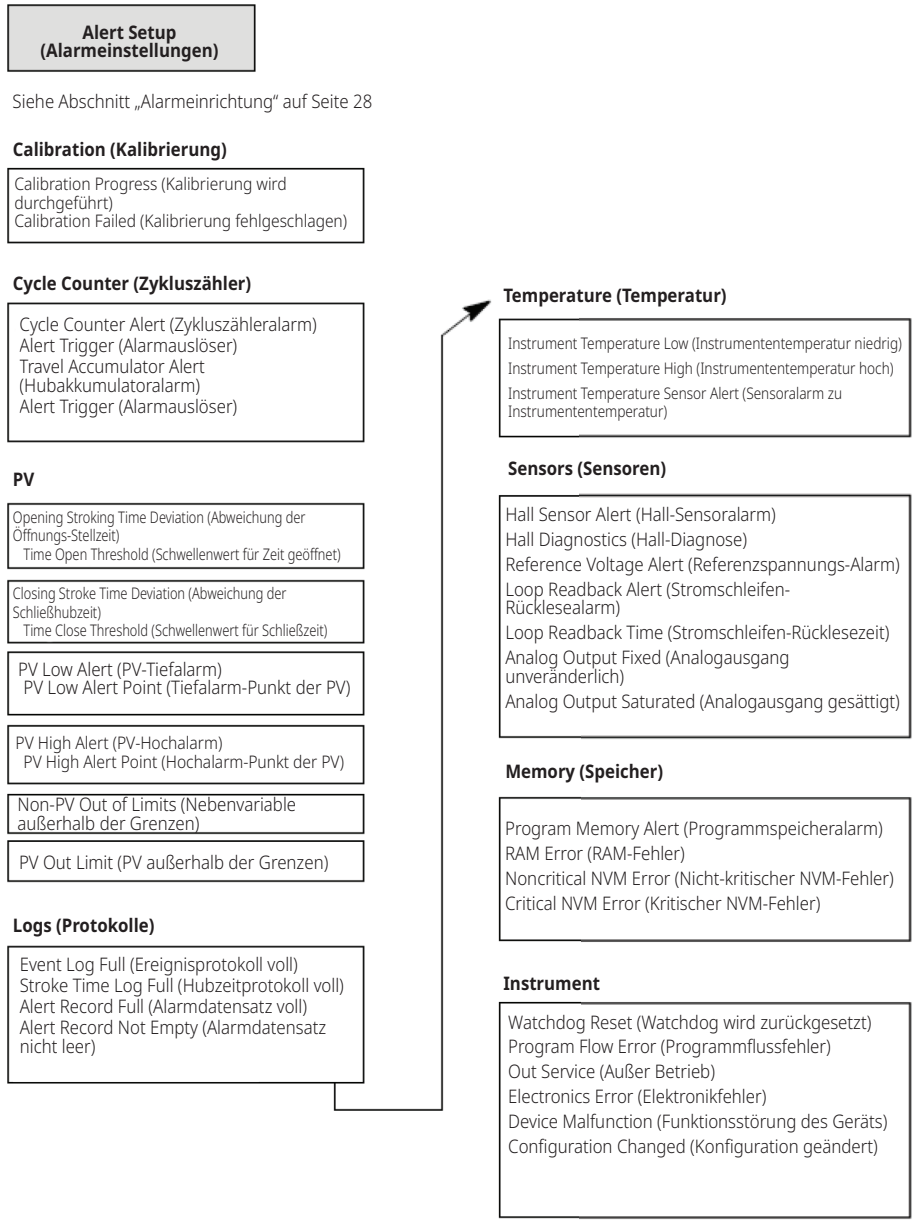 Alert Setup
(Alarmeinstellungen)
Siehe Abschnitt „Alarmeinrichtung“ auf Seite 28
Calibration (Kalibrierung)
Calibration Progress (Kalibrierung wird
durchgeführt)
Calibration Failed (Kalibrierung fehlgeschlagen)
Cycle Counter (Zykluszähler)
Cycle Counter Alert (Zykluszähleralarm)
Alert Trigger (Alarmauslöser)
Travel Accumulator Alert
(Hubakkumulatoralarm)
Alert Trigger (Alarmauslöser)
PV
Opening Stroking Time Deviation (Abweichung der
Öffnungs-Stellzeit)
Time Open Threshold (Schwellenwert für Zeit geöffnet)
Closing Stroke Time Deviation (Abweichung der
Schließhubzeit)
Time Close Threshold (Schwellenwert für Schließzeit)
PV Low Alert (PV-Tiefalarm)
PV Low Alert Point (Tiefalarm-Punkt der PV)
PV High Alert (PV-Hochalarm)
PV High Alert Point (Hochalarm-Punkt der PV)
Non-PV Out of Limits (Nebenvariable
außerhalb der Grenzen)
PV Out Limit (PV außerhalb der Grenzen)
Logs (Protokolle)
Event Log Full (Ereignisprotokoll voll)
Stroke Time Log Full (Hubzeitprotokoll voll)
Alert Record Full (Alarmdatensatz voll)
Alert Record Not Empty (Alarmdatensatz
nicht leer)
Temperature (Temperatur)
Instrument Temperature Low (Instrumententemperatur niedrig)
Instrument Temperature High (Instrumententemperatur hoch)
Instrument Temperature Sensor Alert (Sensoralarm zu
Instrumententemperatur)
Sensors (Sensoren)
Hall Sensor Alert (Hall-Sensoralarm)
Hall Diagnostics (Hall-Diagnose)
Reference Voltage Alert (Referenzspannungs-Alarm)
Loop Readback Alert (Stromschleifen-
Rücklesealarm)
Loop Readback Time (Stromschleifen-Rücklesezeit)
Analog Output Fixed (Analogausgang
unveränderlich)
Analog Output Saturated (Analogausgang gesättigt)
Memory (Speicher)
Program Memory Alert (Programmspeicheralarm)
RAM Error (RAM-Fehler)
Noncritical NVM Error (Nicht-kritischer NVM-Fehler)
Critical NVM Error (Kritischer NVM-Fehler)
Instrument
Watchdog Reset (Watchdog wird zurückgesetzt)
Program Flow Error (Programmflussfehler)
Out Service (Außer Betrieb)
Electronics Error (Elektronikfehler)
Device Malfunction (Funktionsstörung des Geräts)
Configuration Changed (Konfiguration geändert)